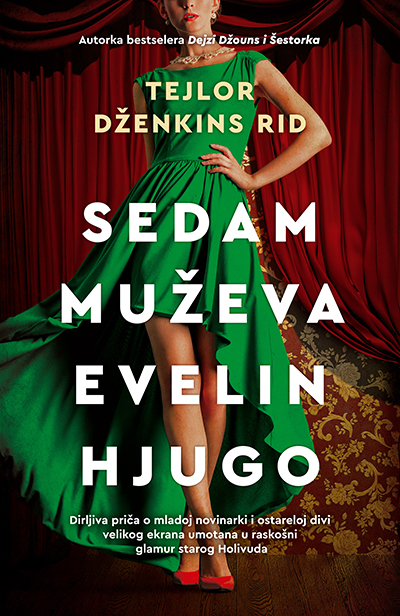 Autorka bestselera Dejzi Džouns i Šestorka
TEJLOR
DŽENKINS RID
SEDAM
MUŽEVA
EVELIN
HJUGO
Dirljiva priča o mladoj novinarki i ostareloj divi
velikog ekrana umotana u raskošni
glamur starog Holivuda